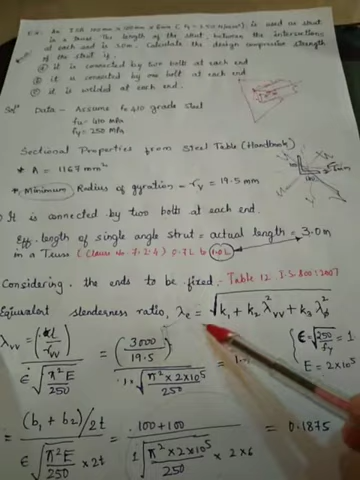 An ISA 100mm x 100mm x 6mm (fy = 250 N/mm²) is used as strut
in a truss. The length of the strut between the intersections
at each end is 3.0m. Calculate the design compressive strength
of the strut if
(a) it is connected by two bolts at each end
(b) it is connected by one bolt at each end
(c) it is welded at each end.
Solⁿ Data - Assume Fe 410 grade steel
fu = 410 MPa
fy = 250 MPa
Sectional Properties from Steel Table (Handbook)
* A = 1167 mm²
* Minimum Radius of gyration - rv = 19.5 mm
100
) It is connected by two bolts at each end.
Eff. length of single angle strut = actual length = 3.0m
in a Truss (Clause 7.2.4) 0.7L to 1.0L
Considering the ends to be fixed. Table 12 I.S 800:2007
Equivalent slenderness ratio, λe = √k₁ + k₂ λ²vv + k₃ λ²ϕ
λvv = (kL/rvv) / ε√π²E/250 = (3000/19.5) / 1x√π² x 2x10⁵/250 = 1.
ε = √250/fy = 1
E = 2x10⁵
= (b₁ + b₂)/2t / ε√π²E/250 x 2t = 100+100 / 1√π² x 2x10⁵/250 x 2x6 = 0.1875